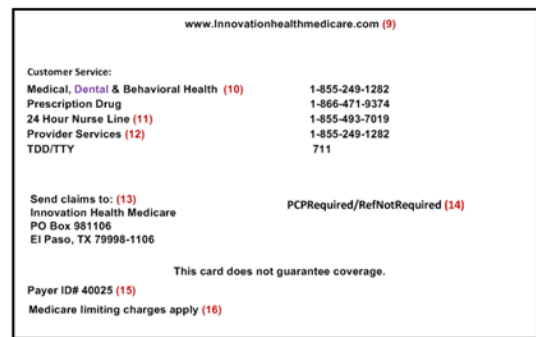 www.Innovationhealthmedicare.com (9)
Customer Service:
Medical, Dental & Behavioral Health (10) 1-855-249-1282
Prescription Drug 1-866-471-9374
24 Hour Nurse Line (11) 1-855-493-7019
Provider Services (12) 1-855-249-1282
TDD/TTY 711
Send claims to: (13)
Innovation Health Medicare
PO Box 981106
El Paso, TX 79998-1106
PCPRequired/RefNotRequired (14)
This card does not guarantee coverage.
Payer ID# 40025 (15)
Medicare limiting charges apply (16)